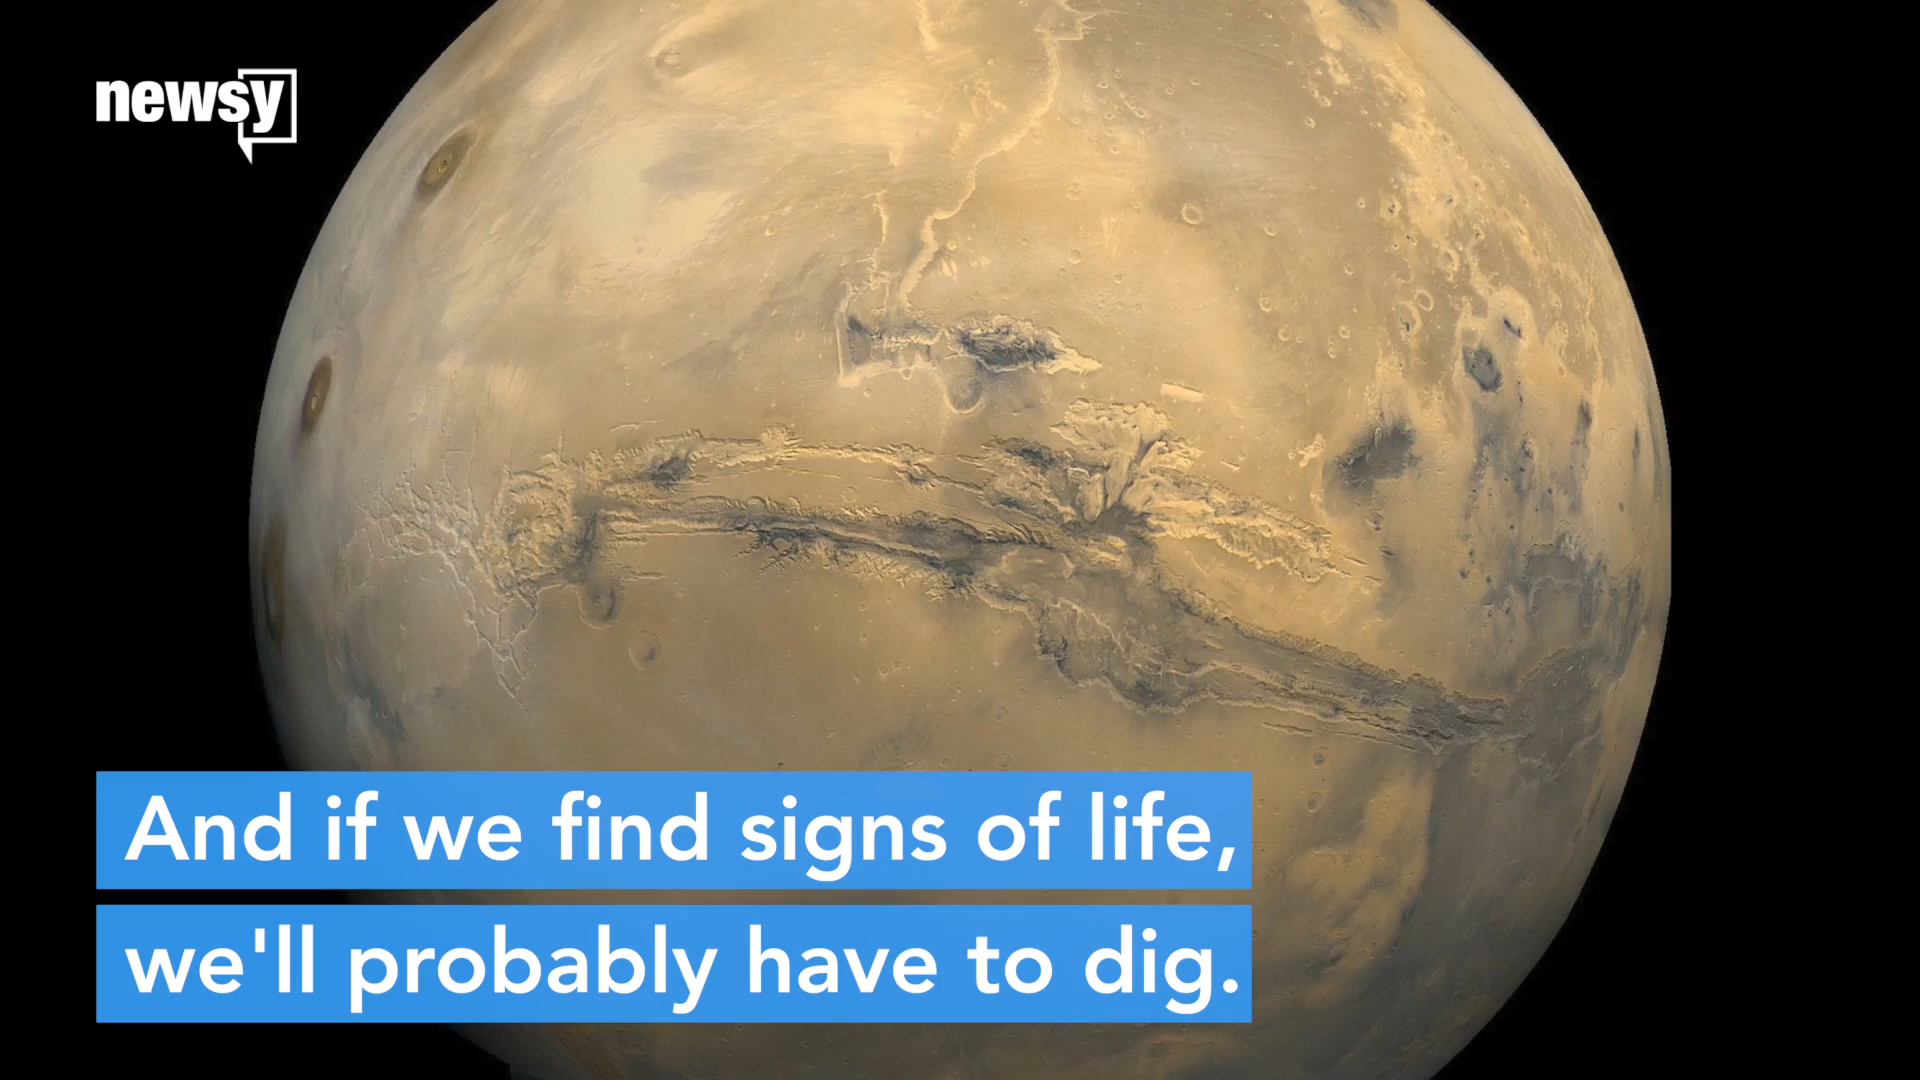 newsy
And if we find signs of life,
we'll probably have to dig.